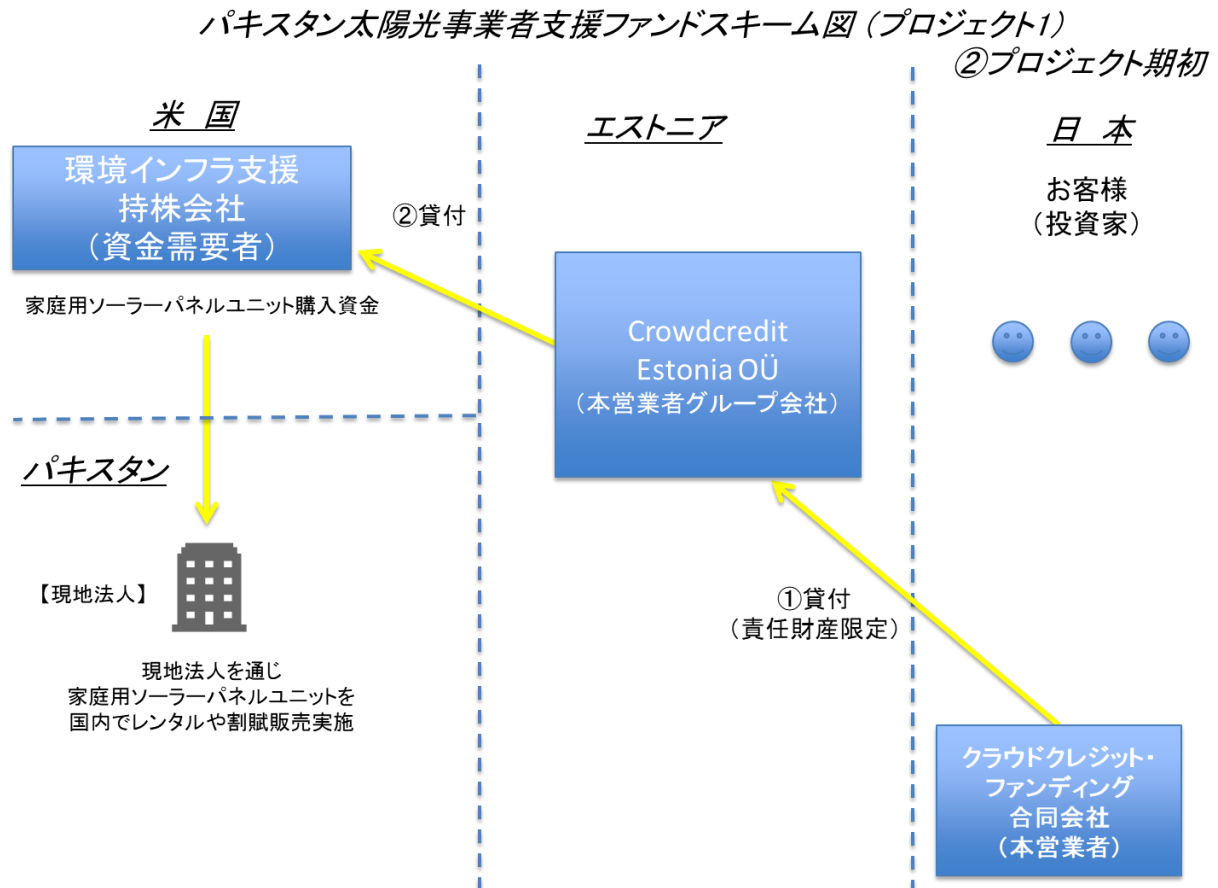 パキスタン太陽光事業者支援ファンドスキーム図（プロジェクト1）
②プロジェクト期初
米　国
環境インフラ支援
持株会社
（資金需要者）
家庭用ソーラーパネルユニット購入資金
パキスタン
【現地法人】
現地法人を通じ
家庭用ソーラーパネルユニットを
国内でレンタルや割賦販売実施
②貸付
エストニア
Crowdcredit
Estonia OÜ
（本営業者グループ会社）
①貸付
（責任財産限定）
日　本
お客様
（投資家）
クラウドクレジット・
ファンディング
合同会社
（本営業者）